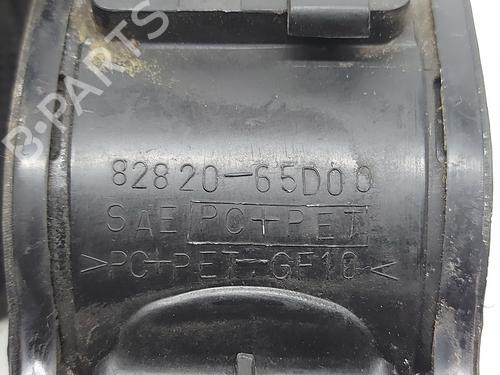 B-PARTS
82820-65D00
SAE PC+PET
>PC+PET-GF10<